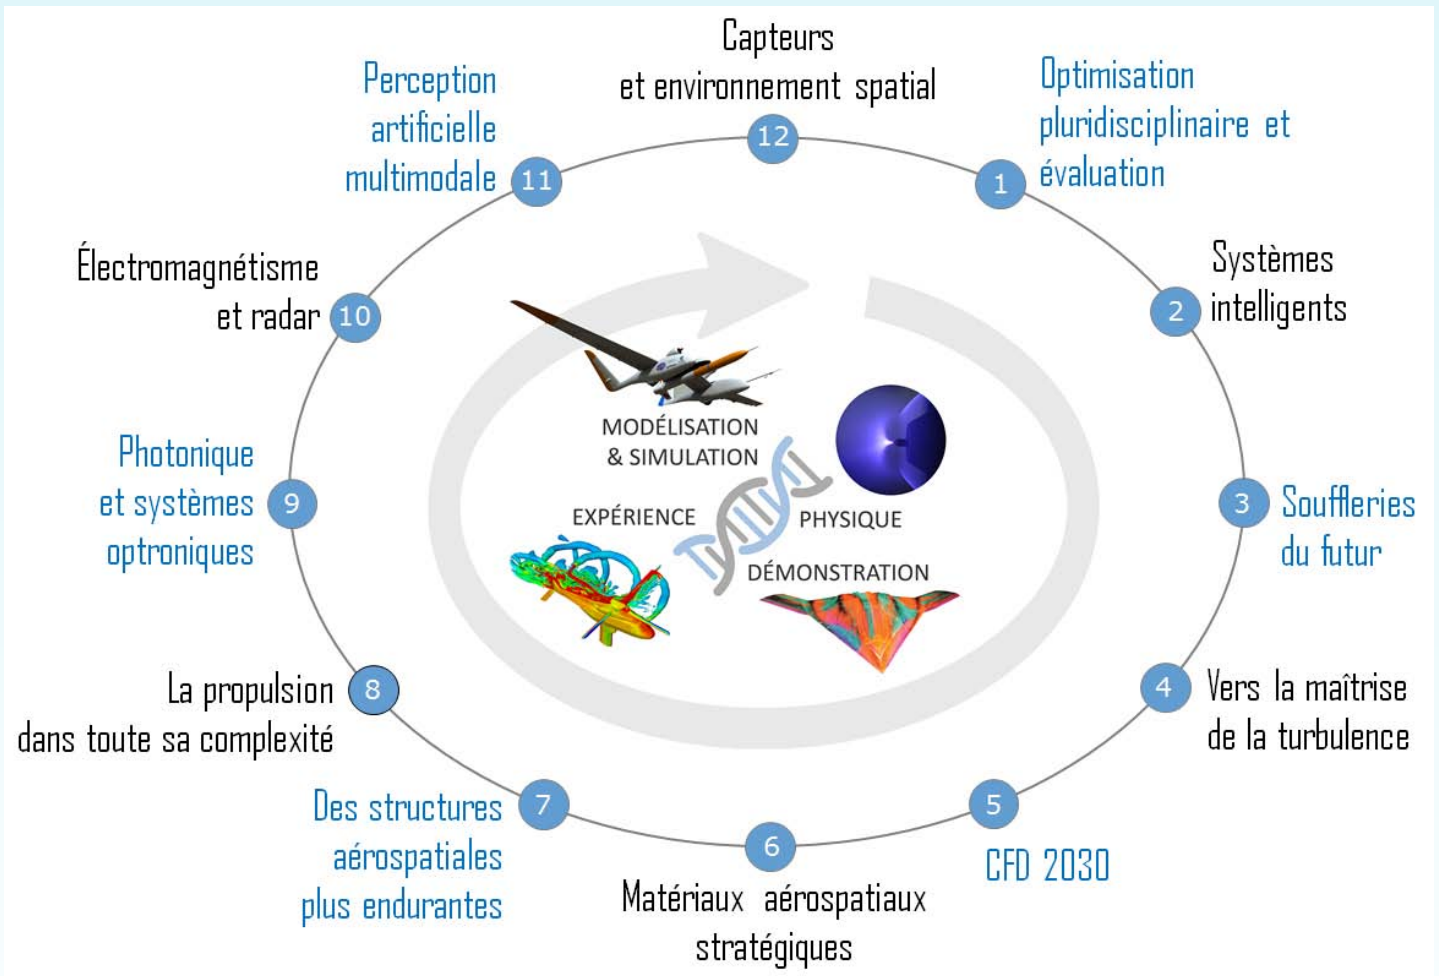 Capteurs
et environnement spatial
12
Optimisation
pluridisciplinaire et
évaluation
1
Systèmes
intelligents
2
Souffleries
du futur
3
Vers la maîtrise
de la turbulence
4
CFD 2030
5
Matériaux aérospatiaux
stratégiques
6
Des structures
aérospatiales
plus endurantes
7
La propulsion
dans toute sa complexité
8
Photonique
et systèmes
optroniques
9
Électromagnétisme
et radar
10
Perception
artificielle
multimodale
11
MODÉLISATION
& SIMULATION
EXPÉRIENCE
PHYSIQUE
DÉMONSTRATION